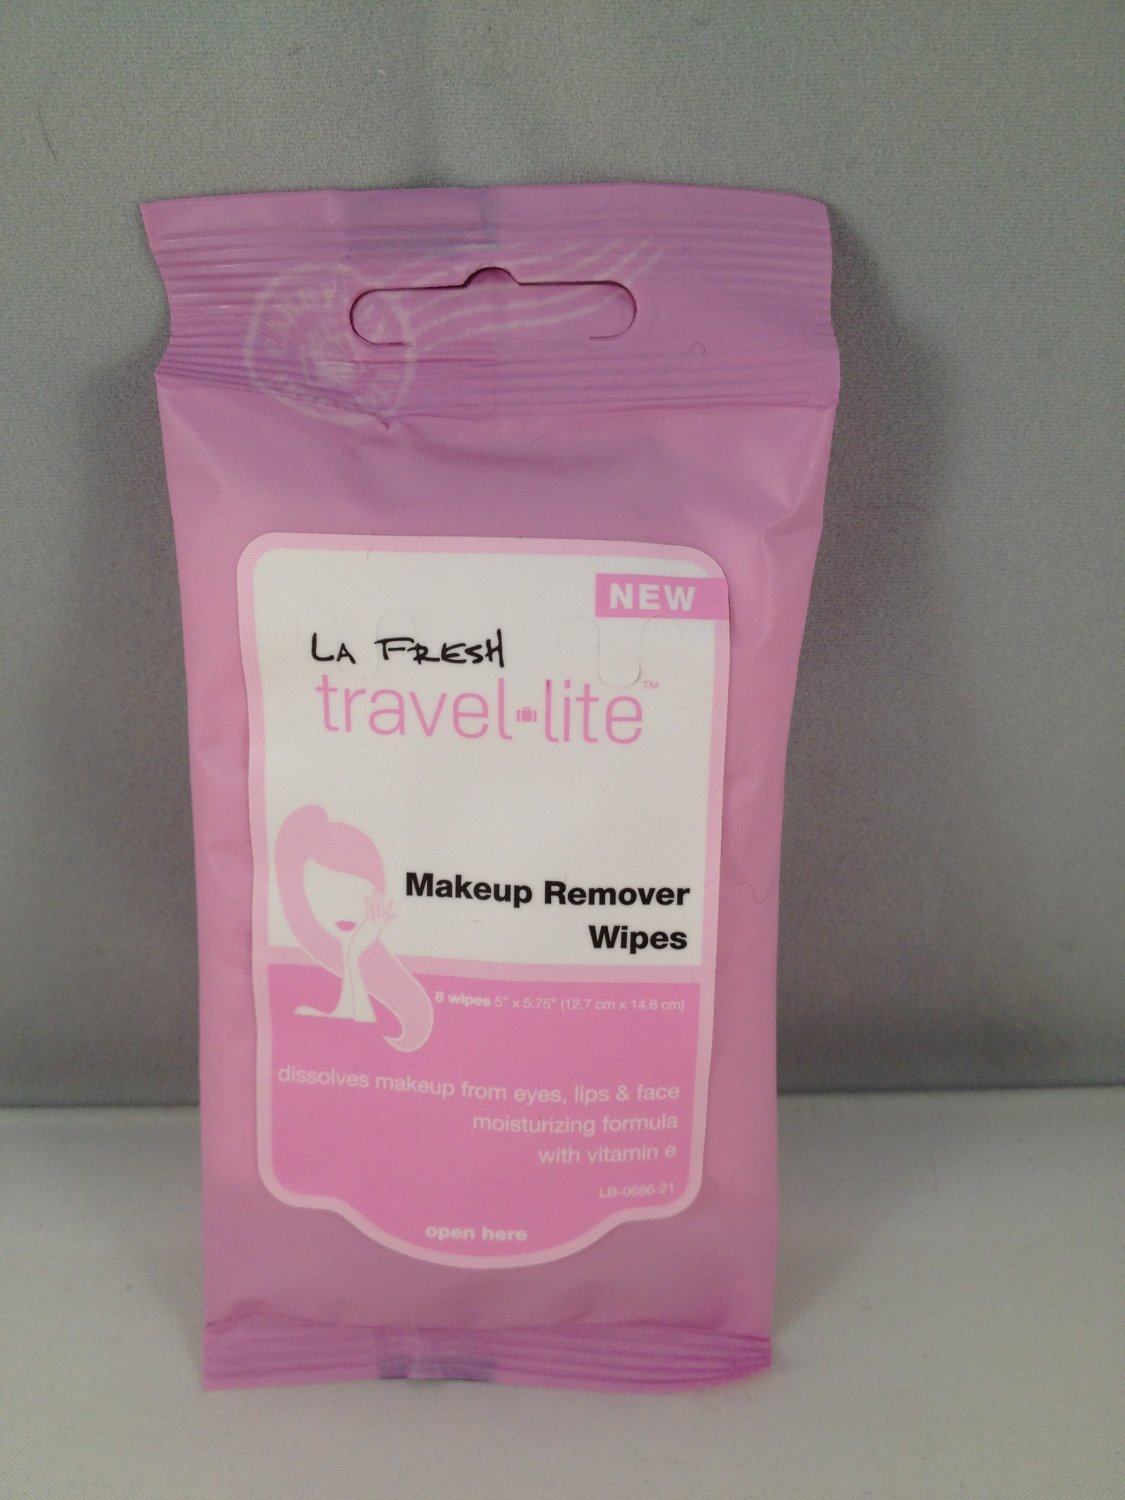 NEW
LA FRESH
travel lite™
Makeup Remover
Wipes
8 wipes 5" x 5.75" (12.7 cm x 14.6 cm)
dissolves makeup from eyes, lips & face
moisturizing formula
with vitamin e
LB-0686-21
open here